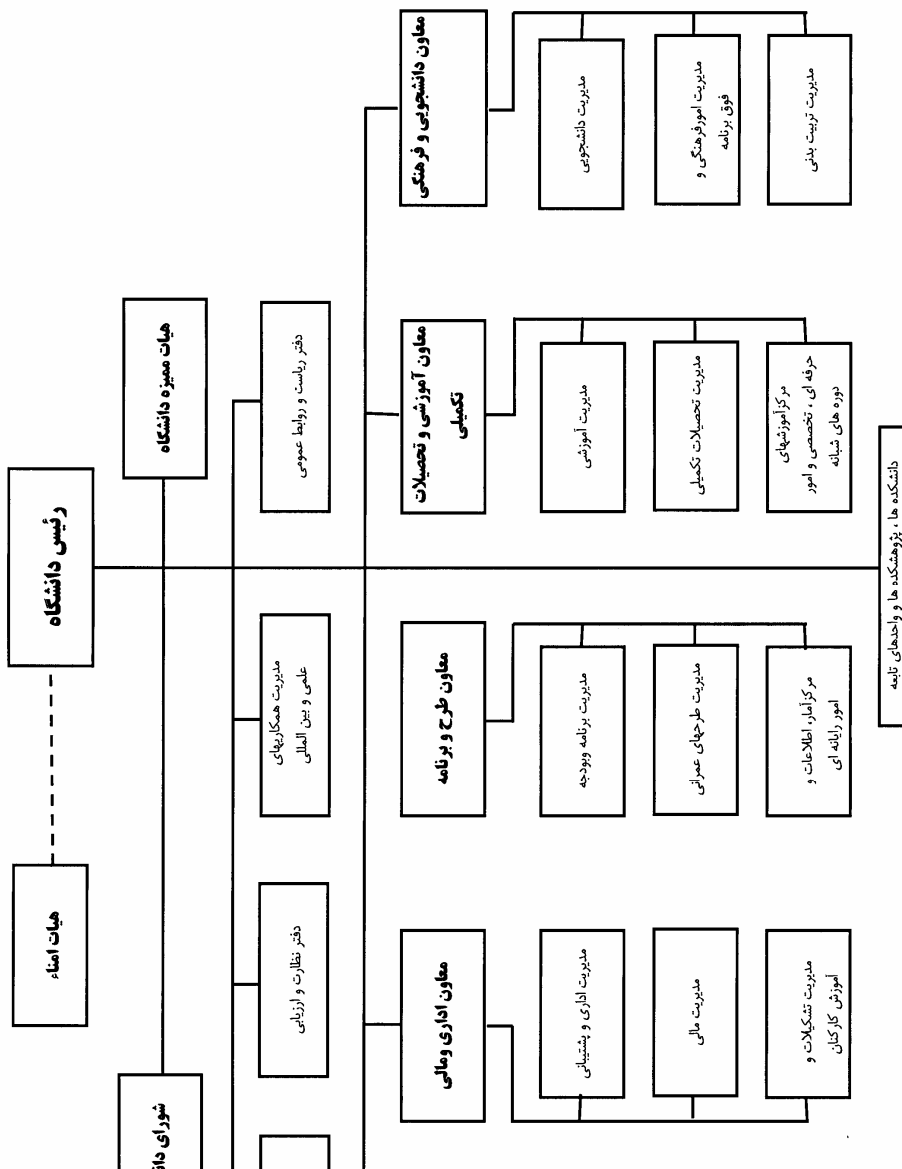 رئیس دانشگاه
هیات امناء
هیات ممیزه دانشگاه
شورای
دفتر ریاست و روابط عمومی
مدیریت همکاریهای
علمی و بین المللی
دفتر نظارت و ارزیابی
معاون دانشجویی و فرهنگی
مدیریت دانشجویی
مدیریت امورفرهنگی و
فوق برنامه
مدیریت تربیت بدنی
معاون آموزشی و تحصیلات
تکمیلی
مدیریت آموزشی
مدیریت تحصیلات تکمیلی
مرکزآموزشهای
حرفه ای ، تخصصی و امور
دوره های شبانه
معاون طرح و برنامه
مدیریت برنامه وبودجه
مدیریت طرحهای عمرانی
مرکزآمار، اطلاعات و
امور رایانه ای
معاون اداری ومالی
مدیریت اداری و پشتیبانی
مدیریت مالی
مدیریت تشکیلات و
آموزش کارکنان
دانشکده ها ، پژوهشکده ها و واحدهای تابعه